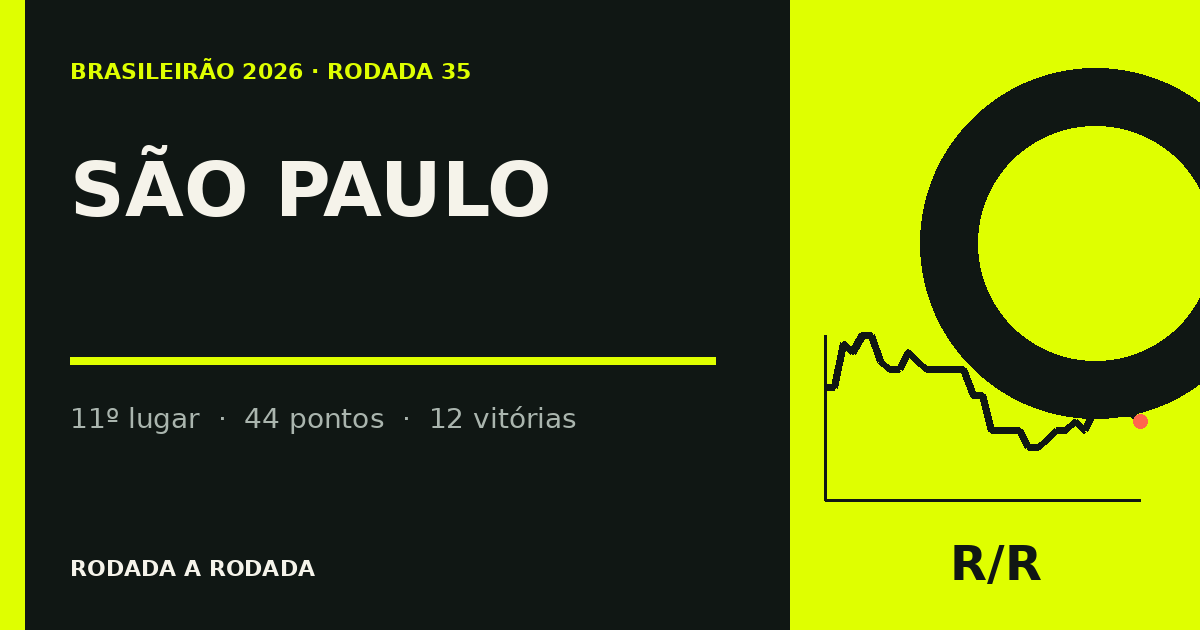 BRASILEIRÃO 2026 · RODADA 35
SÃO PAULO
11º lugar · 44 pontos · 12 vitórias
RODADA A RODADA
R/R